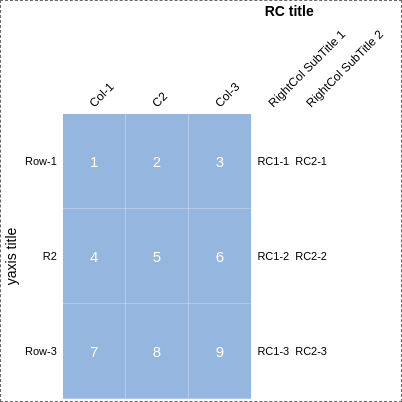 RC title
Col-1 C2 Col-3 RightCol SubTitle 1 RightCol SubTitle 2
yaxis title
Row-1 1 2 3 RC1-1 RC2-1
R2 4 5 6 RC1-2 RC2-2
Row-3 7 8 9 RC1-3 RC2-3